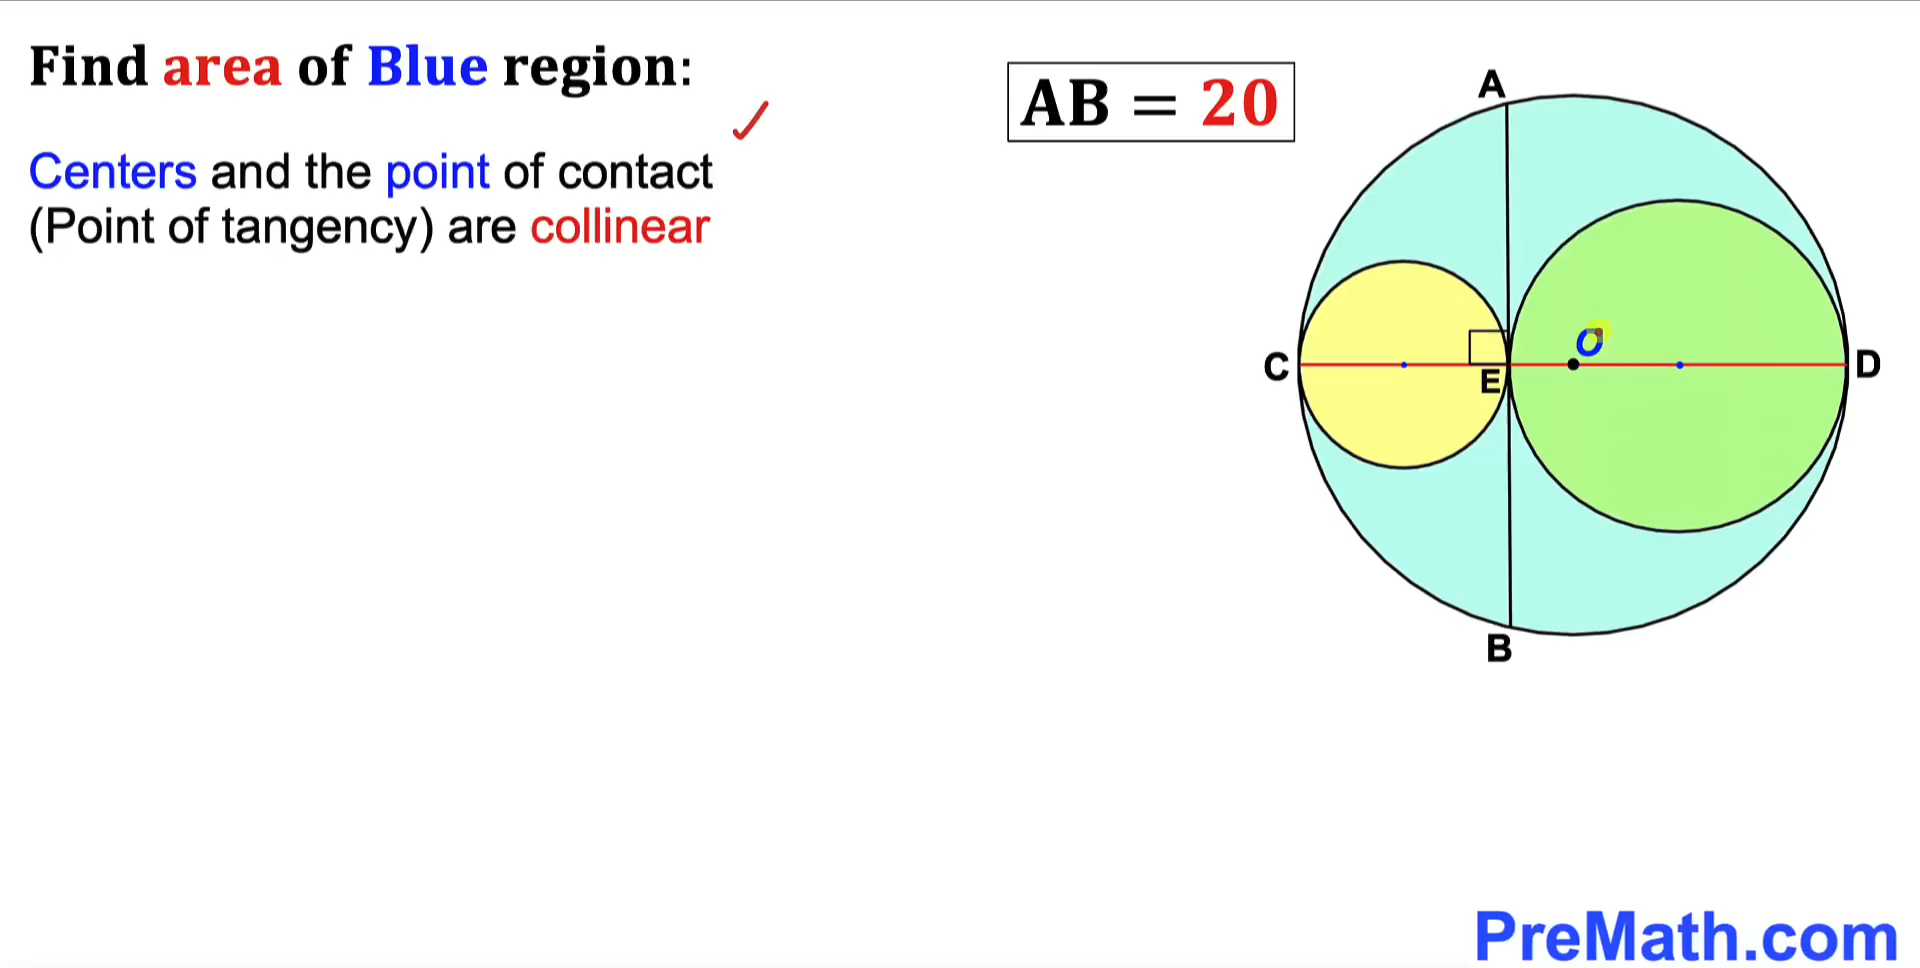 Find area of Blue region:
Centers and the point of contact
(Point of tangency) are collinear
AB = 20
A
C
E
O
D
B
PreMath.com